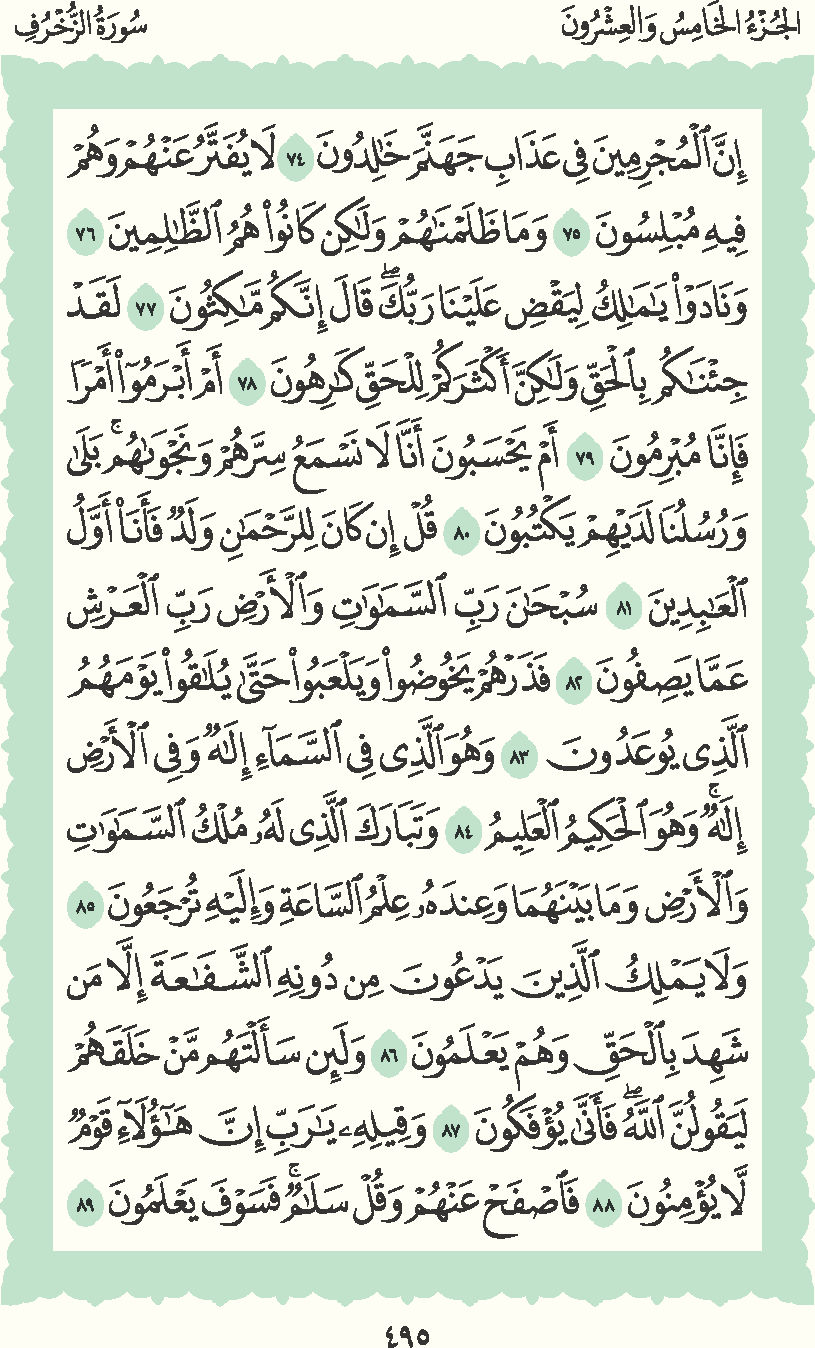 الجُزْءُ الخَامِسُ وَالعِشْرُونَ
سُورَةُ الزُّخْرُفِ
إِنَّ ٱلْمُجْرِمِينَ فِى عَذَابِ جَهَنَّمَ خَٰلِدُونَ ٧٤ لَا يُفَتَّرُ عَنْهُمْ وَهُمْ
فِيهِ مُبْلِسُونَ ٧٥ وَمَا ظَلَمْنَٰهُمْ وَلَٰكِن كَانُوا۟ هُمُ ٱلظَّٰلِمِينَ ٧٦
وَنَادَوْا۟ يَٰمَٰلِكُ لِيَقْضِ عَلَيْنَا رَبُّكَ ۖ قَالَ إِنَّكُم مَّٰكِثُونَ ٧٧ لَقَدْ
جِئْنَٰكُم بِٱلْحَقِّ وَلَٰكِنَّ أَكْثَرَكُمْ لِلْحَقِّ كَٰرِهُونَ ٧٨ أَمْ أَبْرَمُوٓا۟ أَمْرًا
فَإِنَّا مُبْرِمُونَ ٧٩ أَمْ يَحْسَبُونَ أَنَّا لَا نَسْمَعُ سِرَّهُمْ وَنَجْوَىٰهُم ۚ بَلَىٰ
وَرُسُلُنَا لَدَيْهِمْ يَكْتُبُونَ ٨٠ قُلْ إِن كَانَ لِلرَّحْمَٰنِ وَلَدٌ فَأَنَا۠ أَوَّلُ
ٱلْعَٰبِدِينَ ٨١ سُبْحَٰنَ رَبِّ ٱلسَّمَٰوَٰتِ وَٱلْأَرْضِ رَبِّ ٱلْعَرْشِ
عَمَّا يَصِفُونَ ٨٢ فَذَرْهُمْ يَخُوضُوا۟ وَيَلْعَبُوا۟ حَتَّىٰ يُلَٰقُوا۟ يَوْمَهُمُ
ٱلَّذِى يُوعَدُونَ ٨٣ وَهُوَ ٱلَّذِى فِى ٱلسَّمَآءِ إِلَٰهٌ وَفِى ٱلْأَرْضِ
إِلَٰهٌ ۚ وَهُوَ ٱلْحَكِيمُ ٱلْعَلِيمُ ٨٤ وَتَبَارَكَ ٱلَّذِى لَهُۥ مُلْكُ ٱلسَّمَٰوَٰتِ
وَٱلْأَرْضِ وَمَا بَيْنَهُمَا وَعِندَهُۥ عِلْمُ ٱلسَّاعَةِ وَإِلَيْهِ تُرْجَعُونَ ٨٥
وَلَا يَمْلِكُ ٱلَّذِينَ يَدْعُونَ مِن دُونِهِ ٱلشَّفَٰعَةَ إِلَّا مَن
شَهِدَ بِٱلْحَقِّ وَهُمْ يَعْلَمُونَ ٨٦ وَلَئِن سَأَلْتَهُم مَّنْ خَلَقَهُمْ
لَيَقُولُنَّ ٱللَّهُ ۖ فَأَنَّىٰ يُؤْفَكُونَ ٨٧ وَقِيلِهِۦ يَٰرَبِّ إِنَّ هَٰٓؤُلَآءِ قَوْمٌ
لَّا يُؤْمِنُونَ ٨٨ فَٱصْفَحْ عَنْهُمْ وَقُلْ سَلَٰمٌ ۚ فَسَوْفَ يَعْلَمُونَ ٨٩
٤٩٥